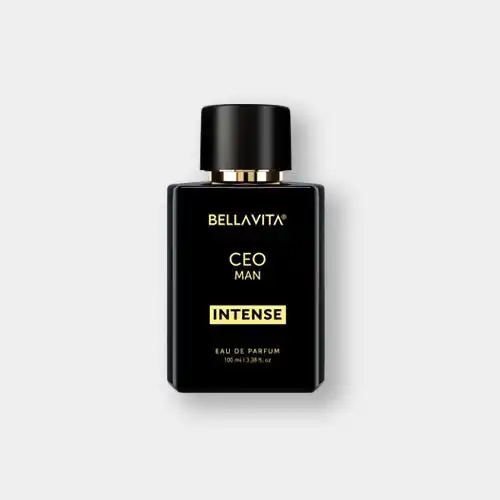 BELLAVITA®
CEO
MAN
INTENSE
EAU DE PARFUM
100 ml | 3.38 fl. oz